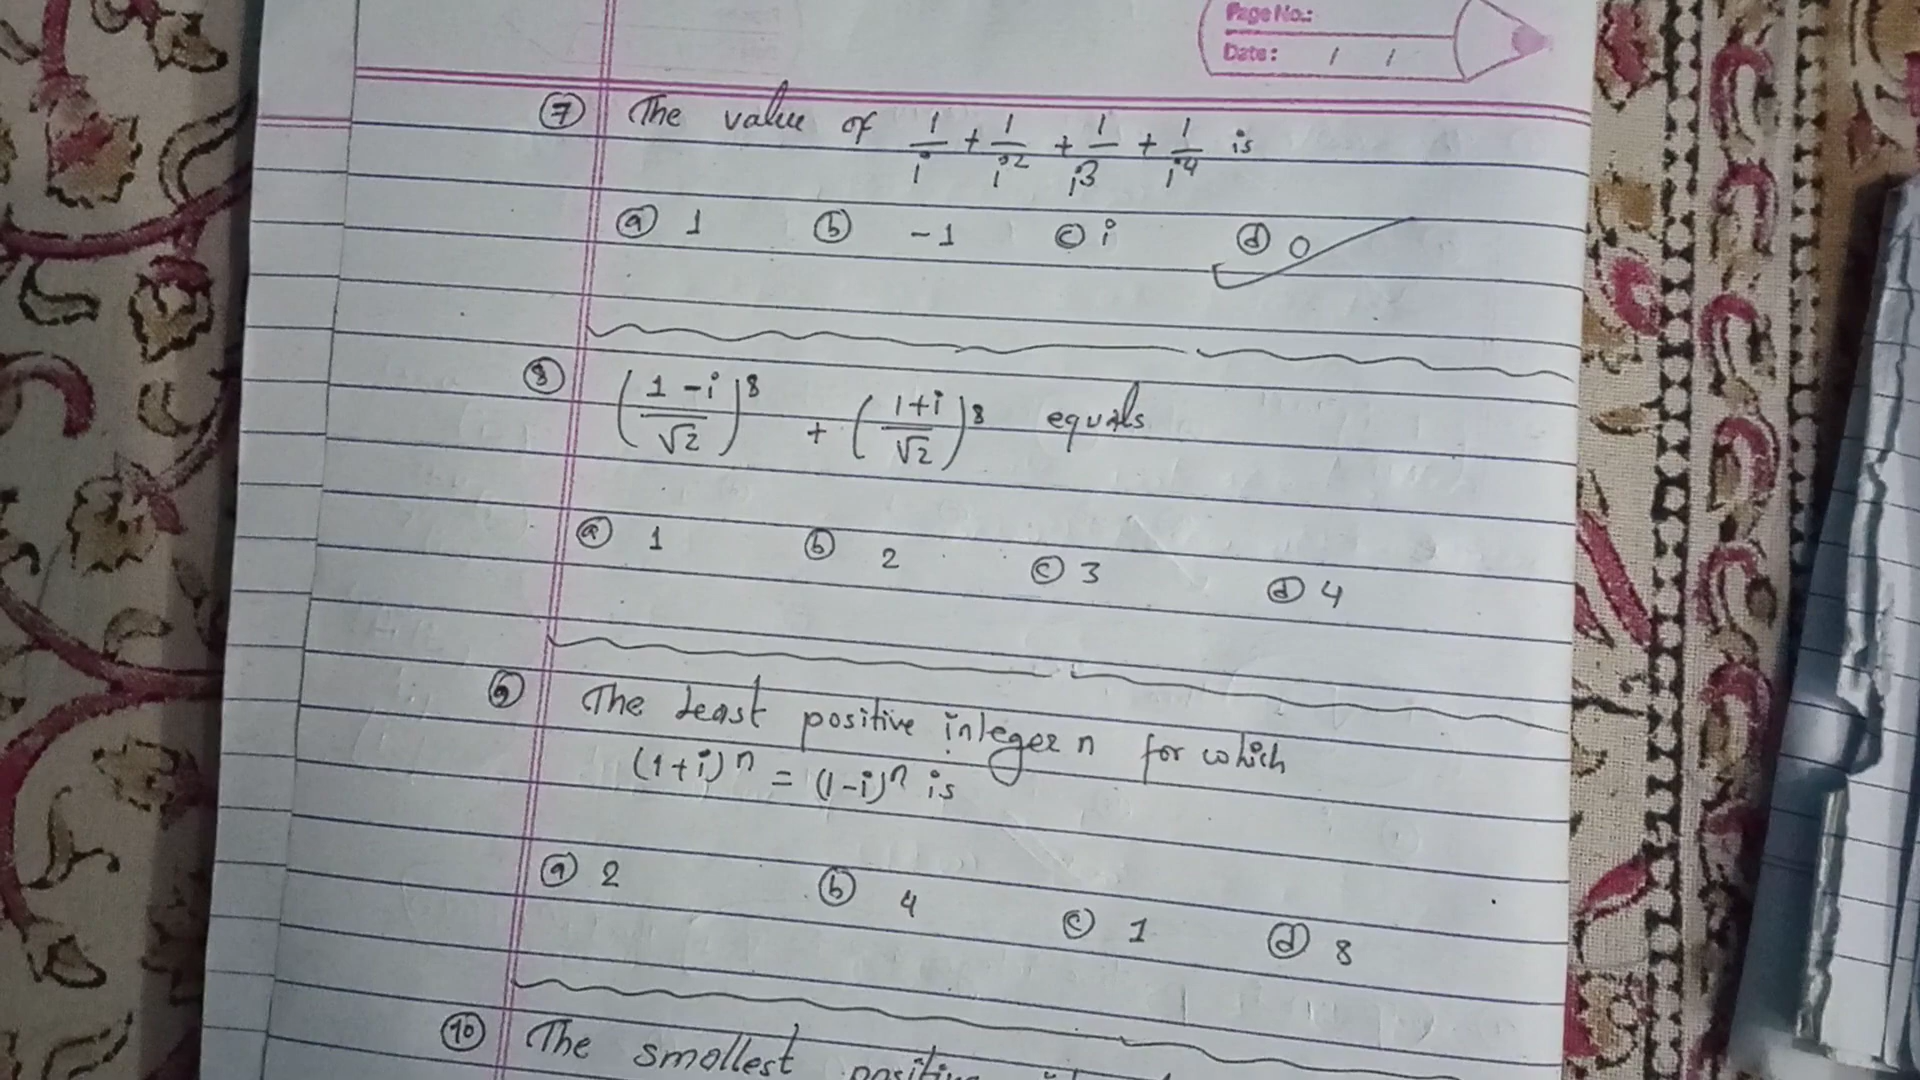 Page No.:
Date: / /
⑦ The value of 1/i + 1/i² + 1/i³ + 1/i⁴ is
ⓐ 1 ⓑ -1 ⓒ i ⓓ 0
⑧ (1-i/√2)⁸ + (1+i/√2)⁸ equals
ⓐ 1 ⓑ 2 ⓒ 3 ⓓ 4
⑨ The least positive integer n for which
(1+i)ⁿ = (1-i)ⁿ is
ⓐ 2 ⓑ 4 ⓒ 1 ⓓ 8
⑩ The smallest positive